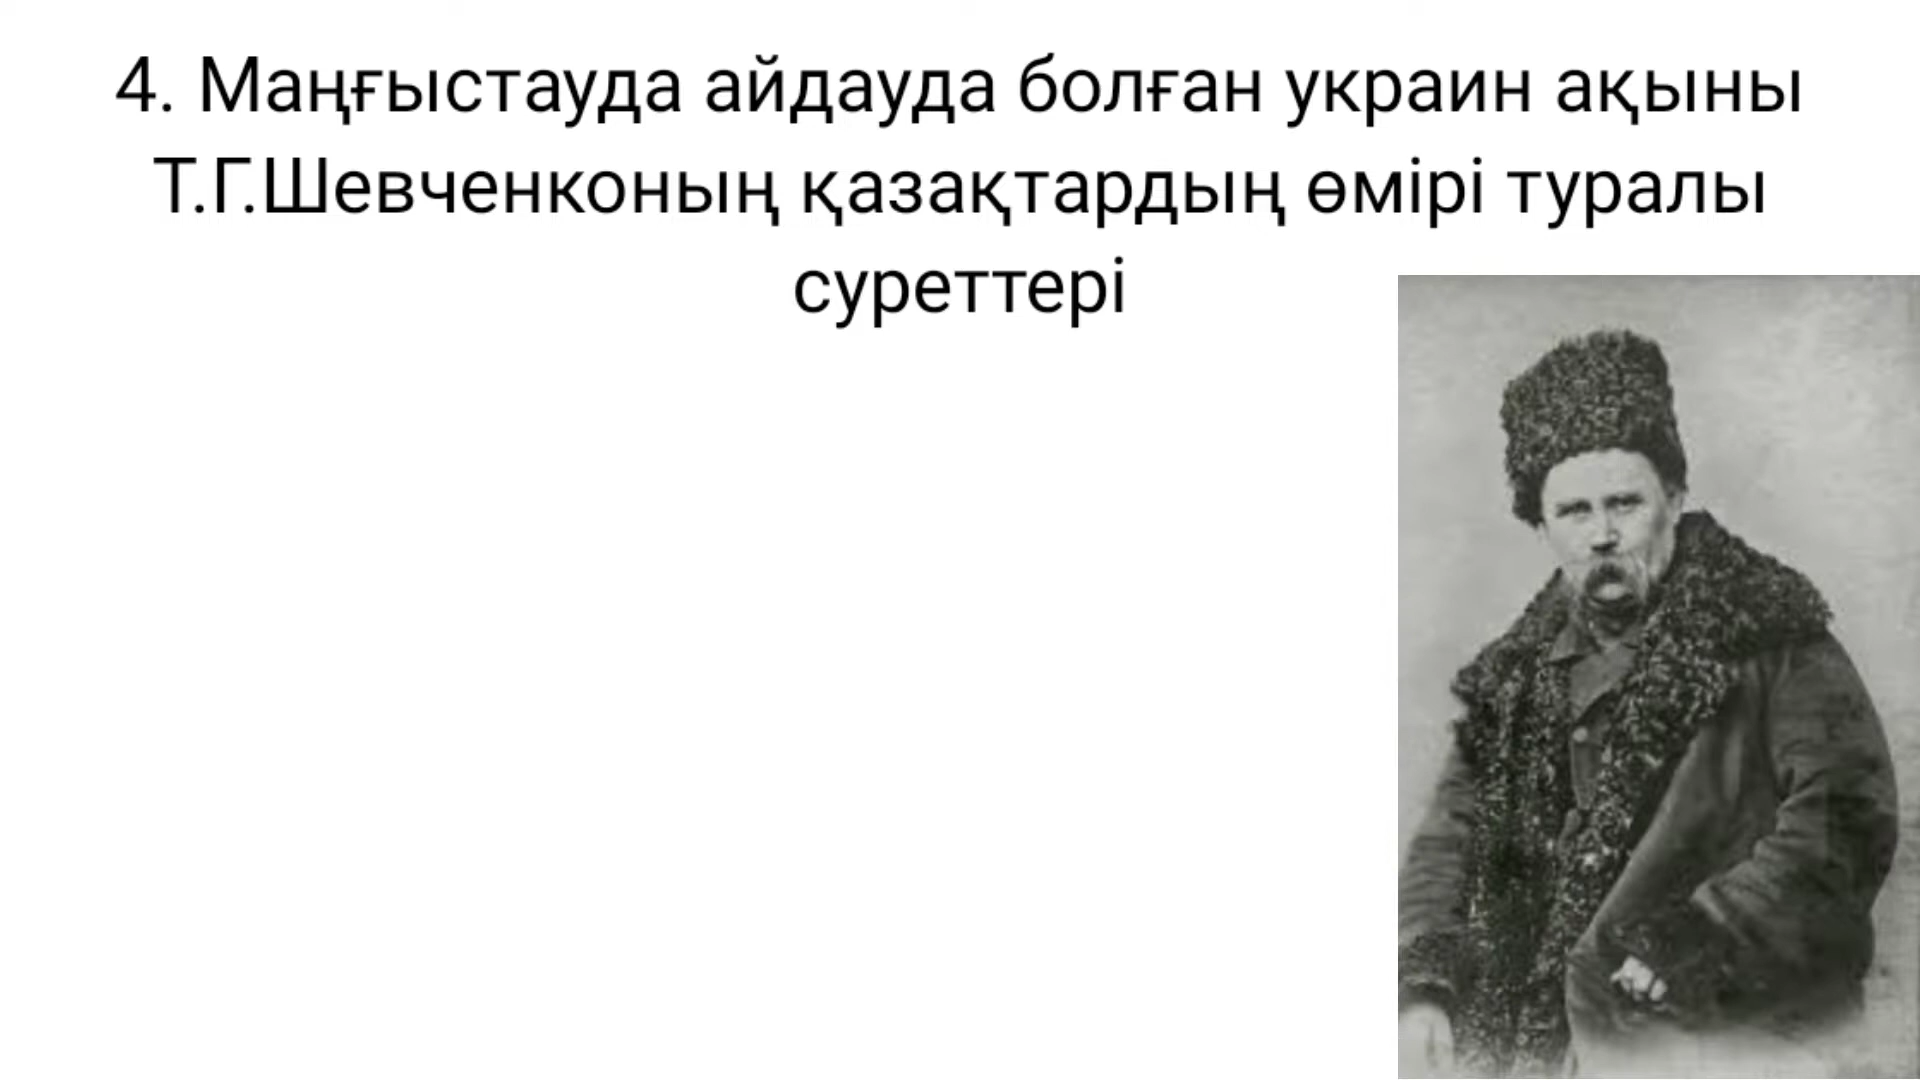 4. Маңғыстауда айдауда болған украин ақыны
Т.Г.Шевченконың қазақтардың өмірі туралы
суреттері